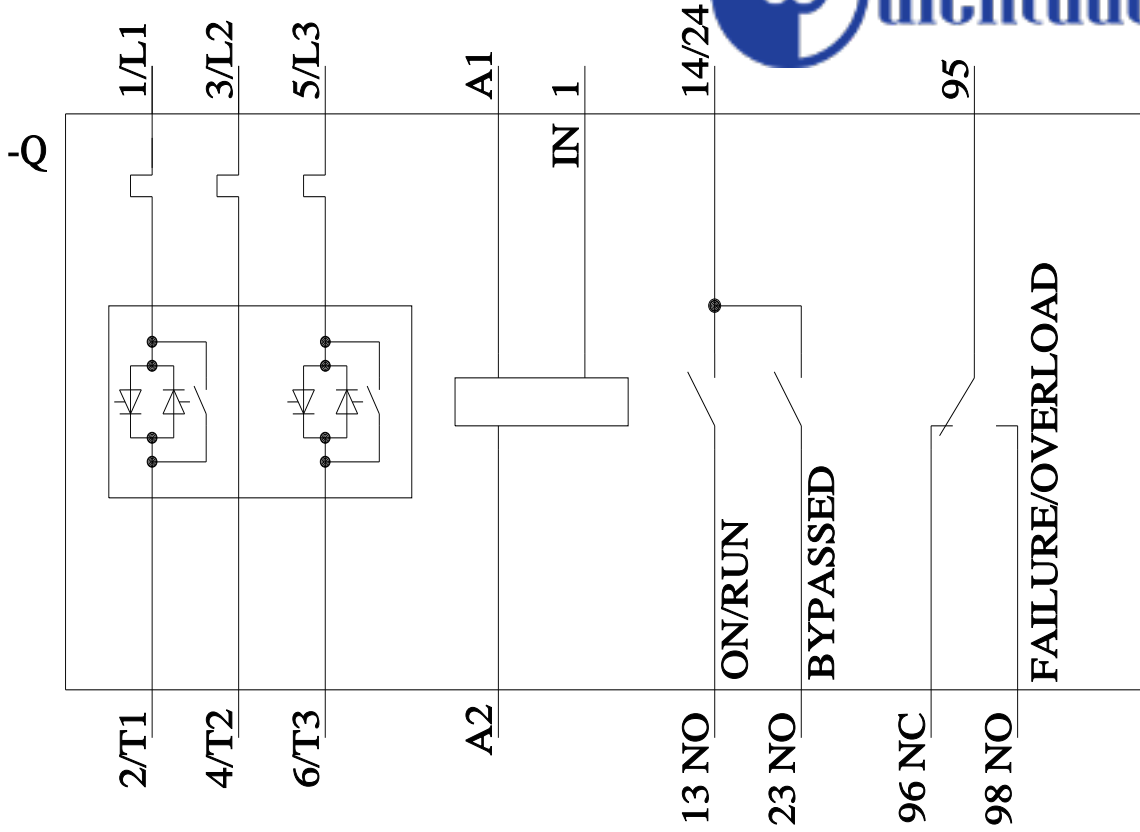 -Q
1/L1
3/L2
5/L3
A1
IN
1
14/24
95
ON/RUN
BYPASSED
FAILURE/OVERLOAD
2/T1
4/T2
6/T3
A2
13 NO
23 NO
96 NC
98 NO